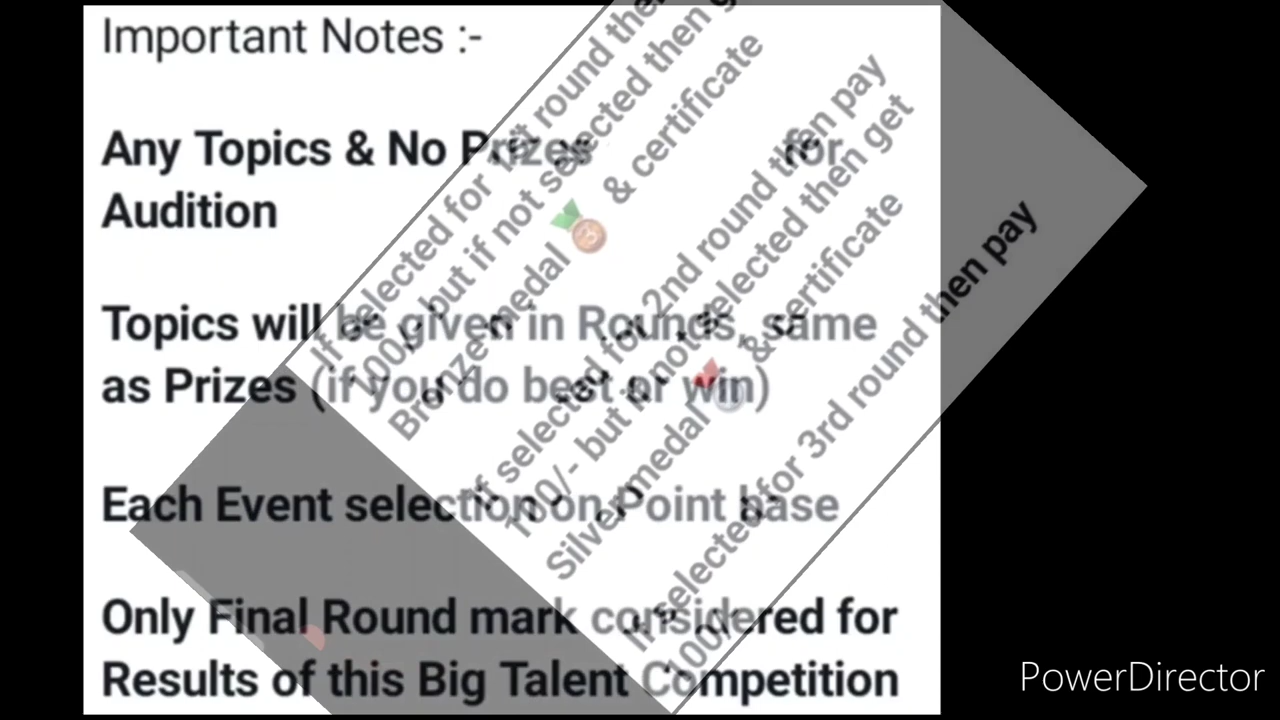 Important Notes :-
Any Topics & No Prizes for
Audition
Topics will be given in Rounds, same
as Prizes (if you do best or win)
Each Event selection on Point base
Only Final Round mark considered for
Results of this Big Talent Competition
If selected for 1st round then
100/- but if not selected then
Bronze medal & certificate
If selected for 2nd round then pay
100/- but if not selected then get
Silver medal & certificate
If selected for 3rd round then pay
100/-
PowerDirector